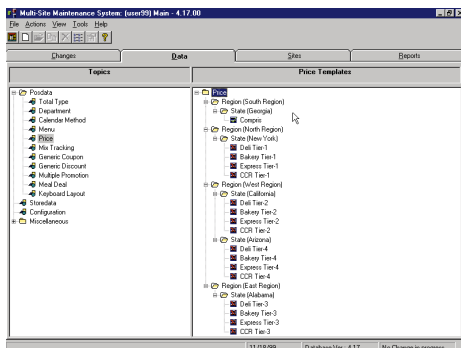 Multi-Site Maintenance System: (user99) Main - 4.17.00
File Actions View Tools Help
Changes Data Sites Reports
Topics
Posdata
Total Type
Department
Calendar Method
Menu
Price
Mix Tracking
Generic Coupon
Generic Discount
Multiple Promotion
Meal Deal
Keyboard Layout
Storedata
Configuration
Miscellaneous
Price Templates
Price
Region (South Region)
State (Georgia)
Compris
Region (North Region)
State (New York)
Deli Tier-1
Bakery Tier-1
Express Tier-1
CCR Tier-1
Region (West Region)
State (California)
Deli Tier-2
Bakery Tier-2
Express Tier-2
CCR Tier-2
State (Arizona)
Deli Tier-4
Bakery Tier-4
Express Tier-4
CCR Tier-4
Region (East Region)
State (Alabama)
Deli Tier-3
Bakery Tier-3
Express Tier-3
CCR Tier-3
11/18/99 Database Ver - 4.17 No Change in progress